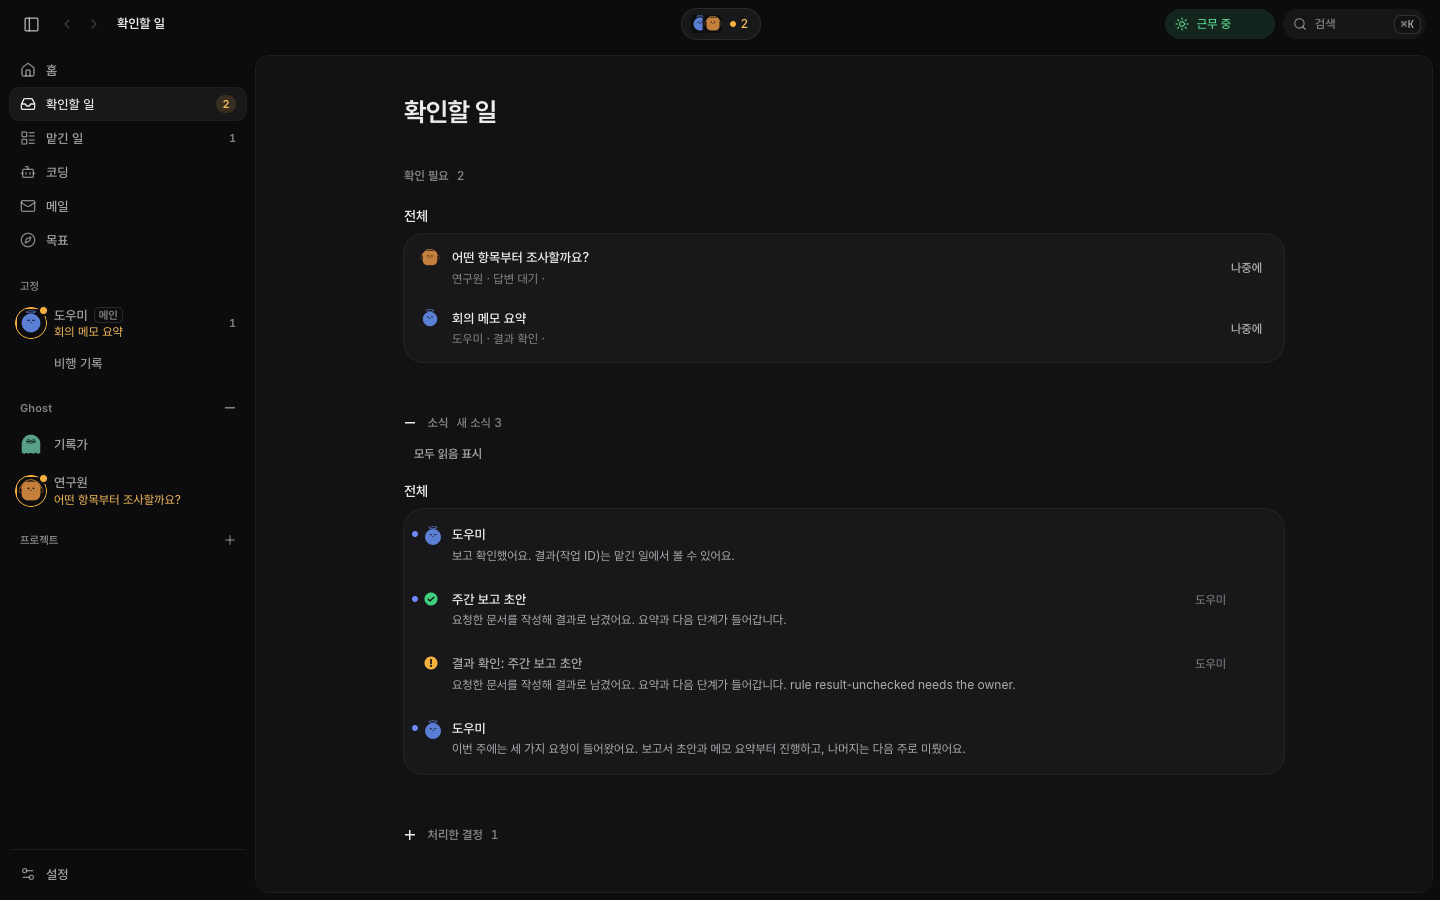 확인할 일
2
근무 중
검색
⌘K
홈
확인할 일
2
맡긴 일
1
코딩
메일
목표
고정
도우미 메인
회의 메모 요약
1
비행 기록
Ghost
기록가
연구원
어떤 항목부터 조사할까요?
프로젝트
설정
확인할 일
확인 필요 2
전체
어떤 항목부터 조사할까요?
연구원 · 답변 대기 ·
나중에
회의 메모 요약
도우미 · 결과 확인 ·
나중에
소식 새 소식 3
모두 읽음 표시
전체
도우미
보고 확인했어요. 결과(작업 ID)는 맡긴 일에서 볼 수 있어요.
주간 보고 초안
도우미
요청한 문서를 작성해 결과로 남겼어요. 요약과 다음 단계가 들어갑니다.
결과 확인: 주간 보고 초안
도우미
요청한 문서를 작성해 결과로 남겼어요. 요약과 다음 단계가 들어갑니다. rule result-unchecked needs the owner.
도우미
이번 주에는 세 가지 요청이 들어왔어요. 보고서 초안과 메모 요약부터 진행하고, 나머지는 다음 주로 미뤘어요.
처리한 결정 1